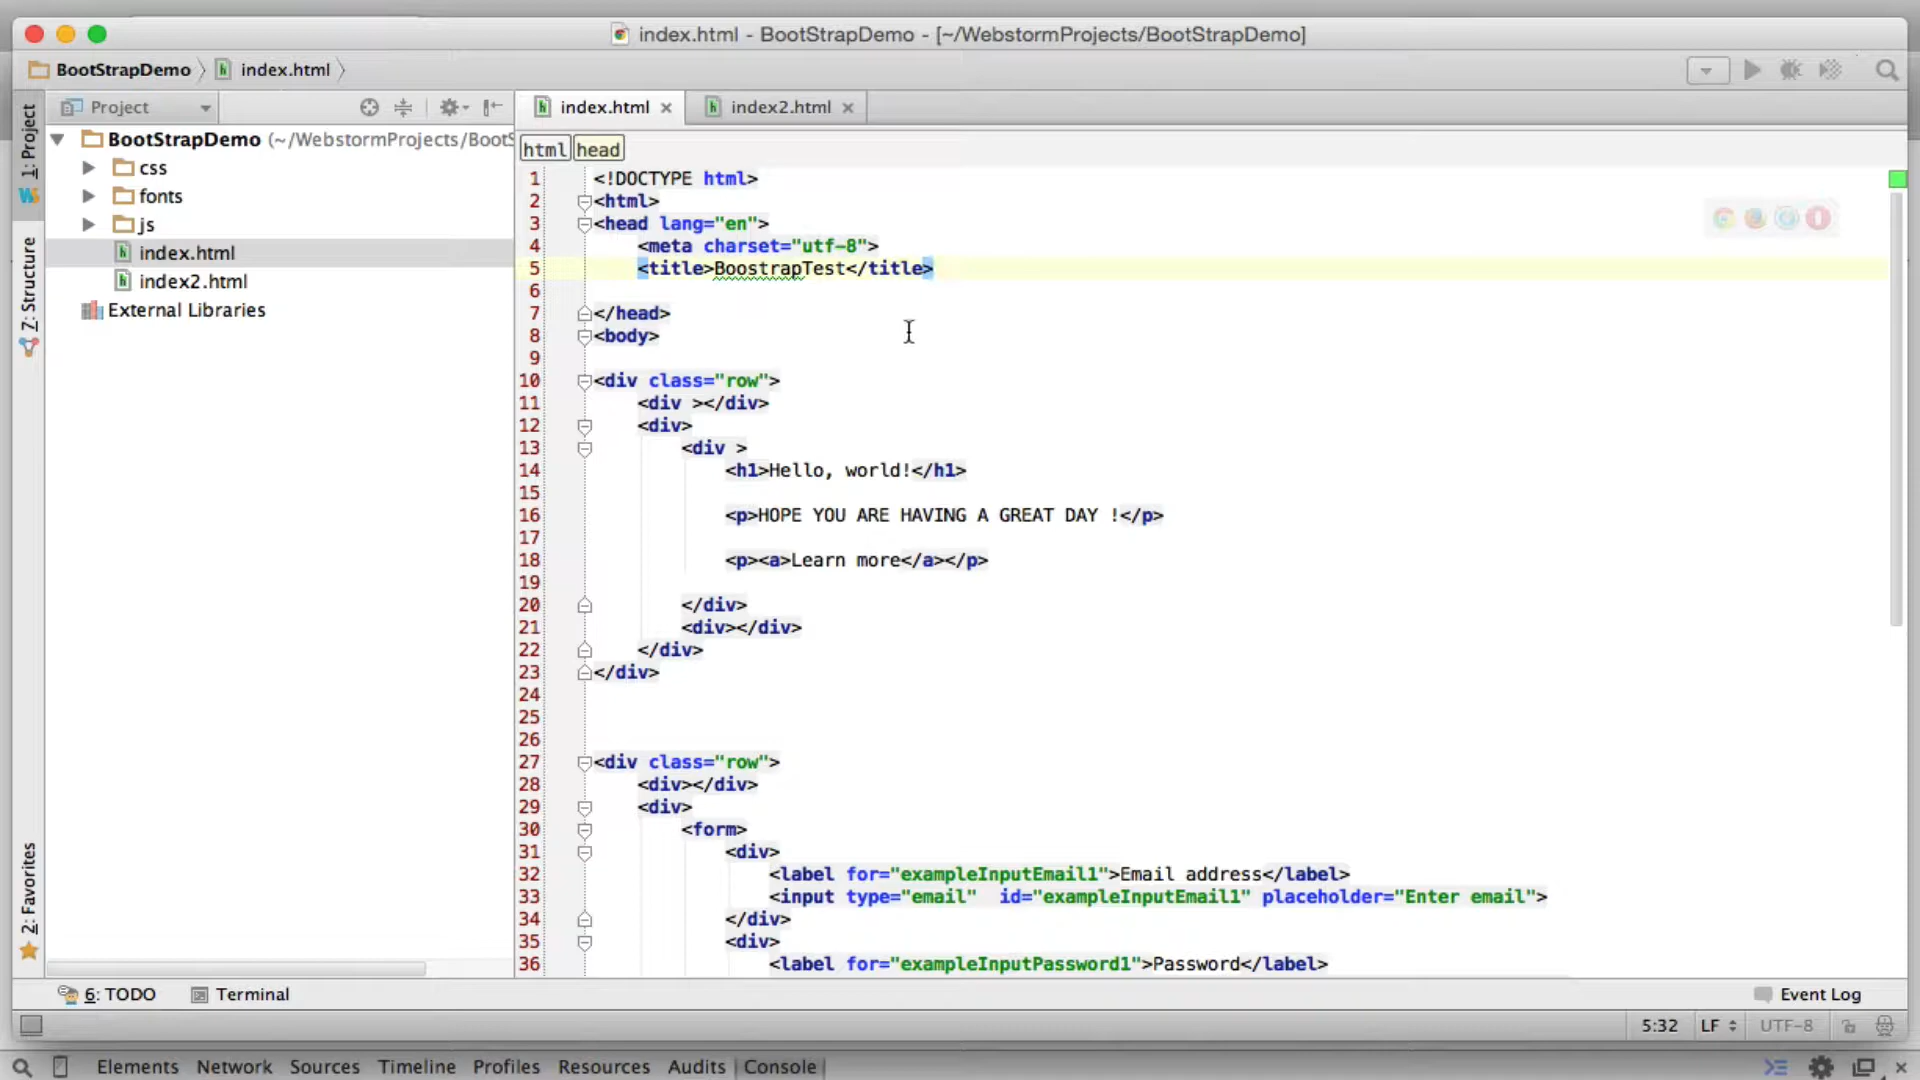 index.html - BootStrapDemo - [~/WebstormProjects/BootStrapDemo]
BootStrapDemo index.html
1: Project
Project
index.html
index2.html
BootStrapDemo (~/WebstormProjects/BootS
css
fonts
js
index.html
index2.html
External Libraries
Z: Structure
2: Favorites
html head
1 <!DOCTYPE html>
2 <html>
3 <head lang="en">
4 <meta charset="utf-8">
5 <title>BoostrapTest</title>
6
7 </head>
8 <body>
9
10 <div class="row">
11 <div ></div>
12 <div>
13 <div >
14 <h1>Hello, world!</h1>
15
16 <p>HOPE YOU ARE HAVING A GREAT DAY !</p>
17
18 <p><a>Learn more</a></p>
19
20 </div>
21 <div></div>
22 </div>
23 </div>
24
25
26
27 <div class="row">
28 <div></div>
29 <div>
30 <form>
31 <div>
32 <label for="exampleInputEmail1">Email address</label>
33 <input type="email"  id="exampleInputEmail1" placeholder="Enter email">
34 </div>
35 <div>
36 <label for="exampleInputPassword1">Password</label>
6: TODO
Terminal
Event Log
5:32 LF UTF-8
Elements Network Sources Timeline Profiles Resources Audits Console